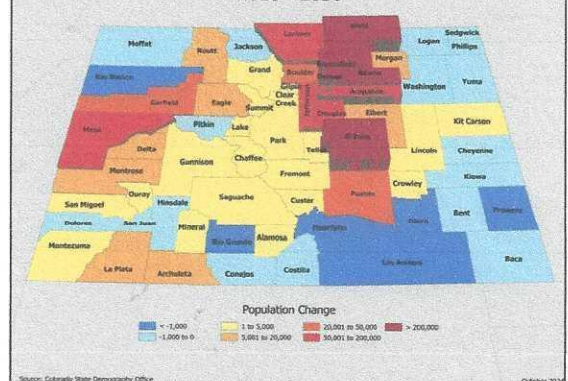 Moffat
Routt
Jackson
Larimer
Weld
Logan
Sedgwick
Phillips
Rio Blanco
Grand
Boulder
Morgan
Washington
Yuma
Garfield
Eagle
Summit
Gilpin
Clear
Creek
Jefferson
Adams
Arapahoe
Mesa
Pitkin
Lake
Park
Douglas
Elbert
Kit Carson
Delta
Gunnison
Chaffee
Teller
El Paso
Lincoln
Cheyenne
Montrose
Fremont
Kiowa
Ouray
San Miguel
Hinsdale
Saguache
Custer
Pueblo
Crowley
Dolores
San Juan
Mineral
Rio Grande
Alamosa
Huerfano
Otero
Bent
Prowers
Montezuma
La Plata
Archuleta
Conejos
Costilla
Las Animas
Baca
Population Change
< -1,000
1 to 5,000
20,001 to 50,000
> 200,000
-1,000 to 0
5,001 to 20,000
50,001 to 200,000
Source: Colorado State Demography Office
October